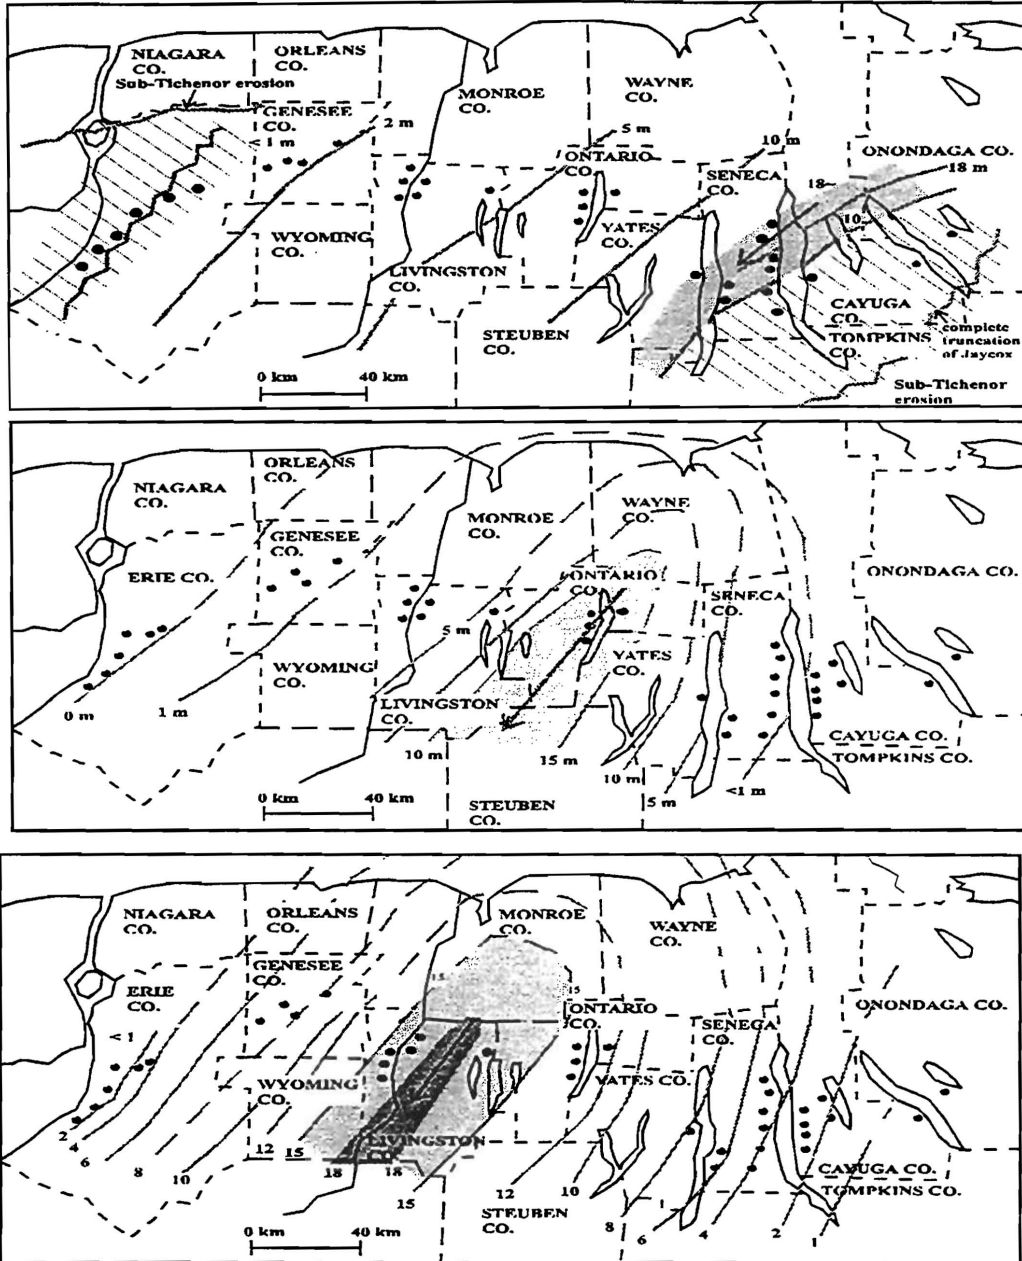 NIAGARA
CO.
ORLEANS
CO.
Sub-Tichenor erosion
GENESEE
CO.
< 1 m
MONROE
CO.
2 m
WAYNE
CO.
5 m
ONTARIO
CO.
10 m
SENECA
CO.
ONONDAGA CO.
18
18 m
10
WYOMING
CO.
YATES
CO.
LIVINGSTON
CO.
STEUBEN
CO.
CAYUGA
CO.
TOMPKINS
CO.
complete
truncation
of Jaycox
Sub-Tichenor
erosion
0 km
40 km
ORLEANS
CO.
NIAGARA
CO.
GENESEE
CO.
MONROE
CO.
WAYNE
CO.
ERIE CO.
ONTARIO
CO.
SENECA
CO.
ONONDAGA CO.
5 m
WYOMING
CO.
YATES
CO.
0 m
1 m
LIVINGSTON
CO.
10 m
15 m
10 m
5 m
<1 m
CAYUGA CO.
TOMPKINS CO.
0 km
40 km
STEUBEN
CO.
NIAGARA
CO.
ORLEANS
CO.
MONROE
CO.
WAYNE
CO.
GENESEE
CO.
ERIE
CO.
15
15
ONTARIO
CO.
SENECA
CO.
ONONDAGA CO.
< 1
WYOMING
CO.
YATES CO.
2
4
6
8
10
12
15
18
LIVINGSTON
CO.
18
15
12
10
8
6
4
2
1
CAYUGA CO.
TOMPKINS CO.
STEUBEN
CO.
0 km
40 km